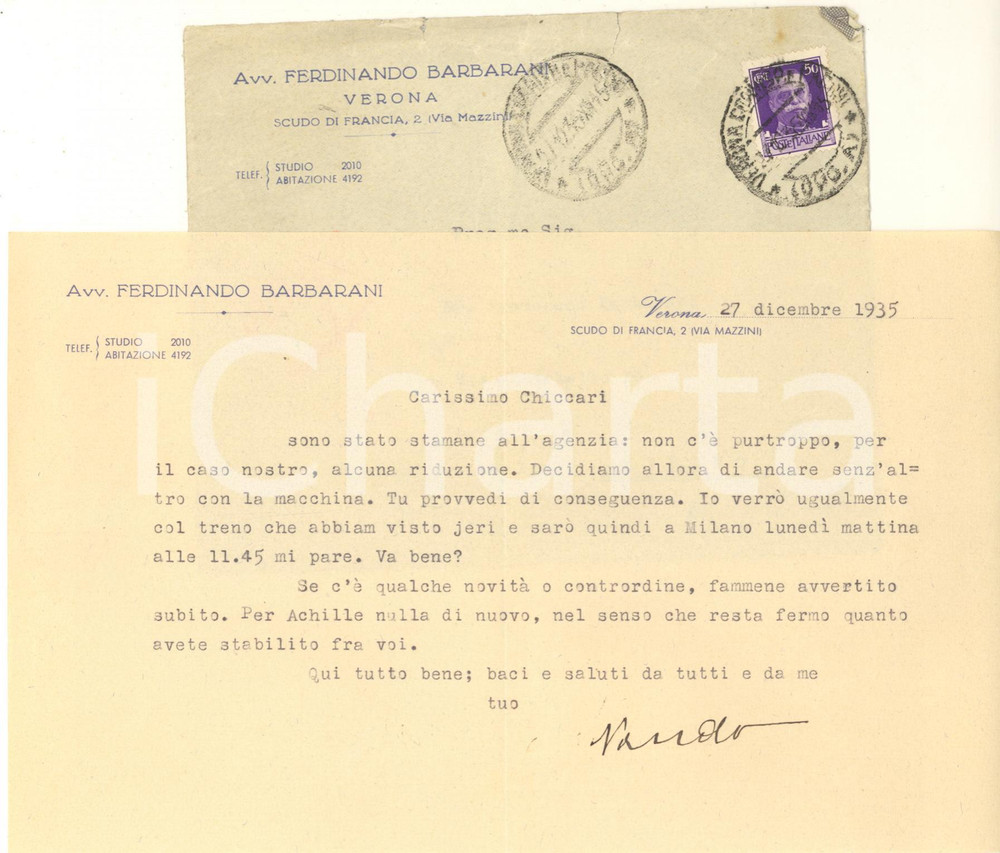 Avv. FERDINANDO BARBARANI
VERONA
SCUDO DI FRANCIA, 2 (Via Mazzini)
TELEF. { STUDIO 2010
ABITAZIONE 4192
CENT 50
POSTE ITALIANE
Avv. FERDINANDO BARBARANI
TELEF. { STUDIO 2010
ABITAZIONE 4192
Verona, 27 dicembre 1935
SCUDO DI FRANCIA, 2 (VIA MAZZINI)
iCharta
Carissimo Chiccari
sono stato stamane all'agenzia: non c'è purtroppo, per
il caso nostro, alcuna riduzione. Decidiamo allora di andare senz'al=
tro con la macchina. Tu provvedi di conseguenza. Io verrò ugualmente
col treno che abbiam visto jeri e sarò quindi a Milano lunedì mattina
alle 11.45 mi pare. Va bene?
Se c'è qualche novità o contrordine, fammene avvertito
subito. Per Achille nulla di nuovo, nel senso che resta fermo quanto
avete stabilito fra voi.
Qui tutto bene; baci e saluti da tutti e da me
tuo
Nando